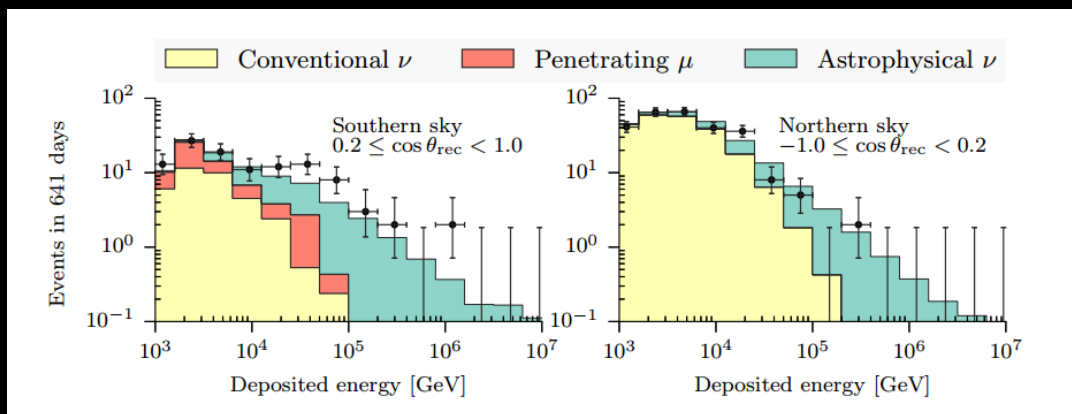 Conventional ν Penetrating μ Astrophysical ν
Events in 641 days
10²
10¹
10⁰
10⁻¹
Southern sky
0.2 ≤ cos θrec < 1.0
10³ 10⁴ 10⁵ 10⁶ 10⁷
Deposited energy [GeV]
10²
10¹
10⁰
10⁻¹
Northern sky
−1.0 ≤ cos θrec < 0.2
10³ 10⁴ 10⁵ 10⁶ 10⁷
Deposited energy [GeV]